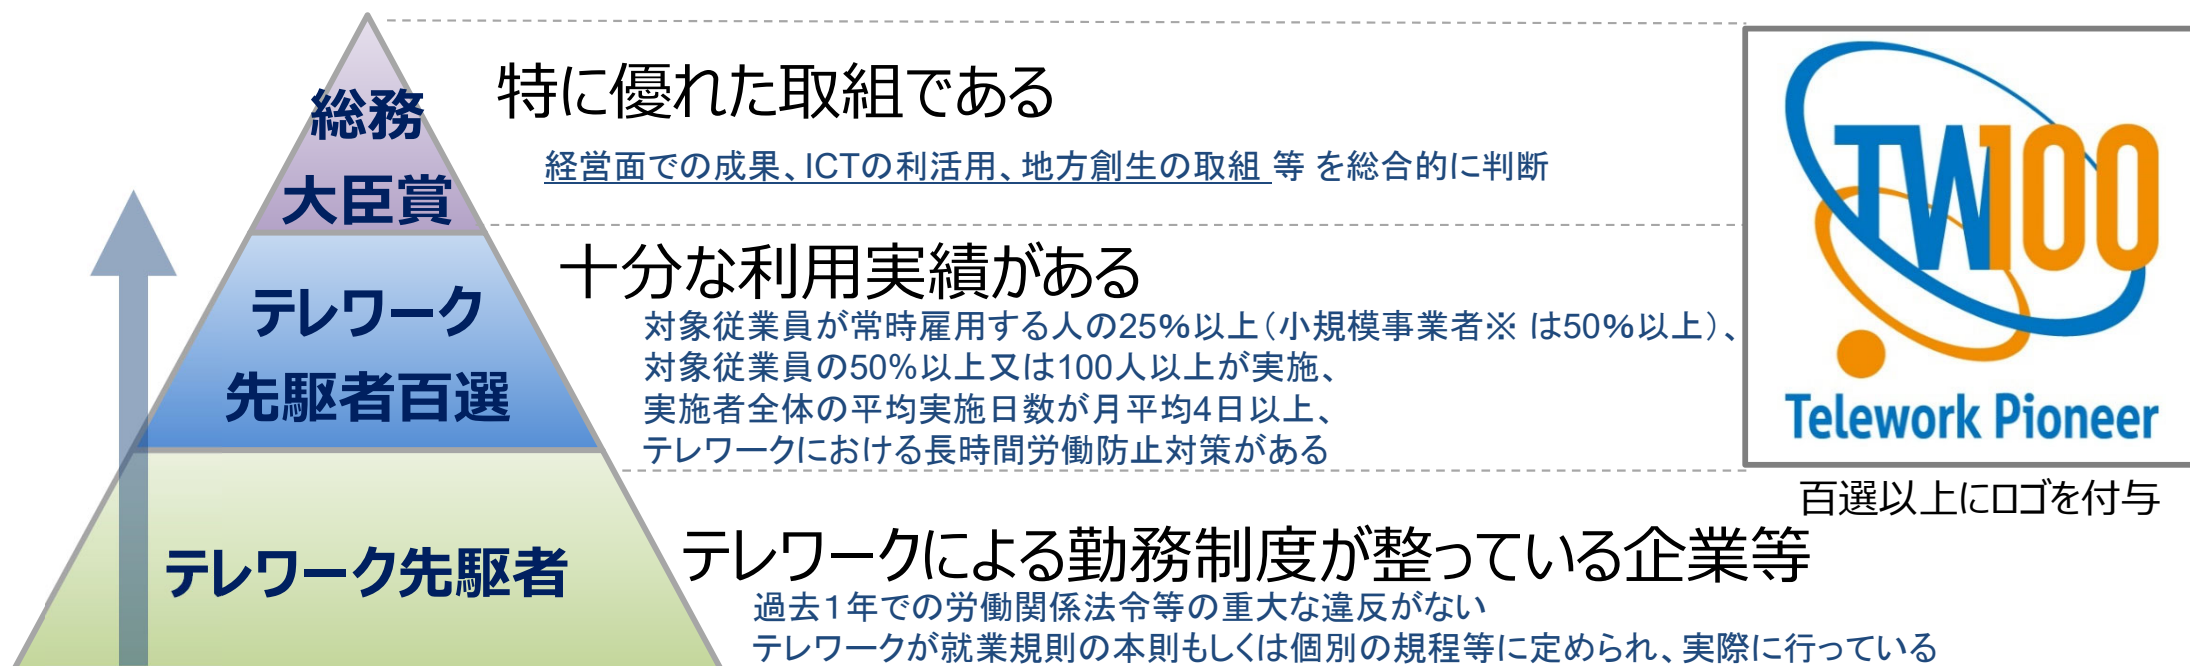 総務
大臣賞
特に優れた取組である
経営面での成果、ICTの利活用、地方創生の取組 等 を総合的に判断
テレワーク
先駆者百選
十分な利用実績がある
対象従業員が常時雇用する人の25%以上(小規模事業者※ は50%以上)、
対象従業員の50%以上又は100人以上が実施、
実施者全体の平均実施日数が月平均4日以上、
テレワークにおける長時間労働防止対策がある
テレワーク先駆者
テレワークによる勤務制度が整っている企業等
過去1年での労働関係法令等の重大な違反がない
テレワークが就業規則の本則もしくは個別の規程等に定められ、実際に行っている
TW100
Telework Pioneer
百選以上にロゴを付与